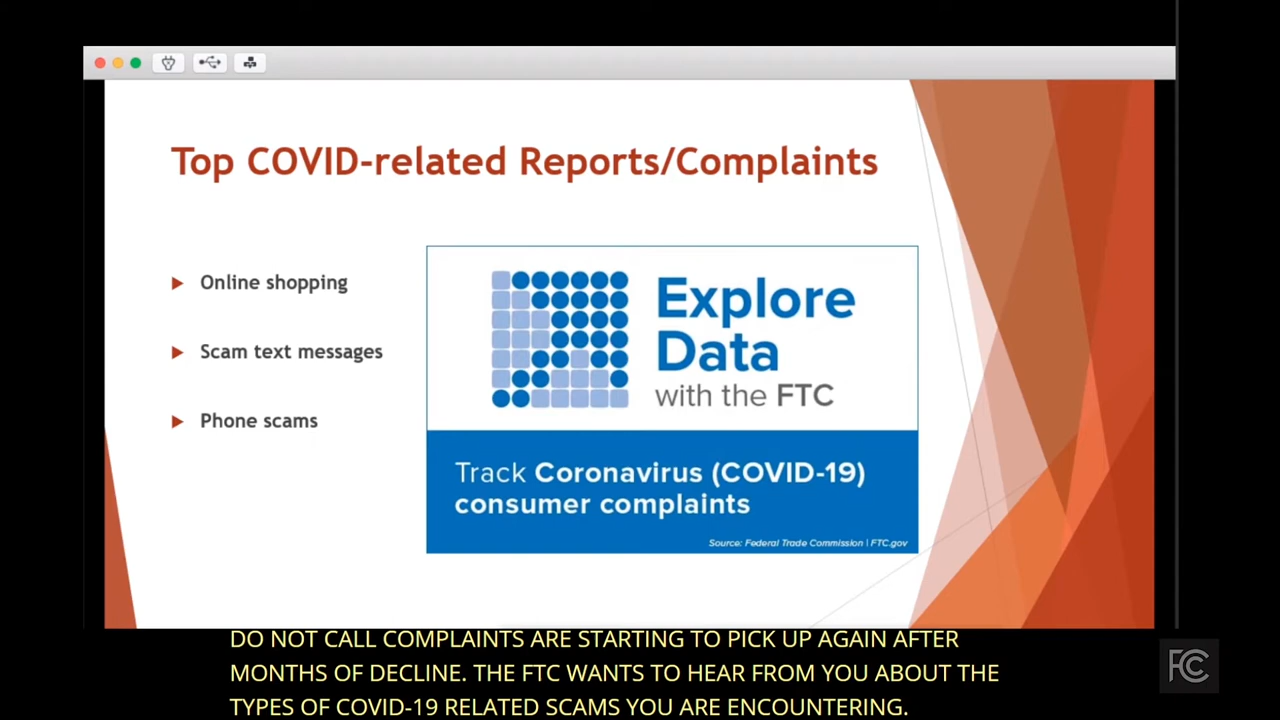 Top COVID-related Reports/Complaints
Online shopping
Scam text messages
Phone scams
Explore
Data
with the FTC
Track Coronavirus (COVID-19)
consumer complaints
Source: Federal Trade Commission | FTC.gov
DO NOT CALL COMPLAINTS ARE STARTING TO PICK UP AGAIN AFTER
MONTHS OF DECLINE. THE FTC WANTS TO HEAR FROM YOU ABOUT THE
TYPES OF COVID-19 RELATED SCAMS YOU ARE ENCOUNTERING.
FCC